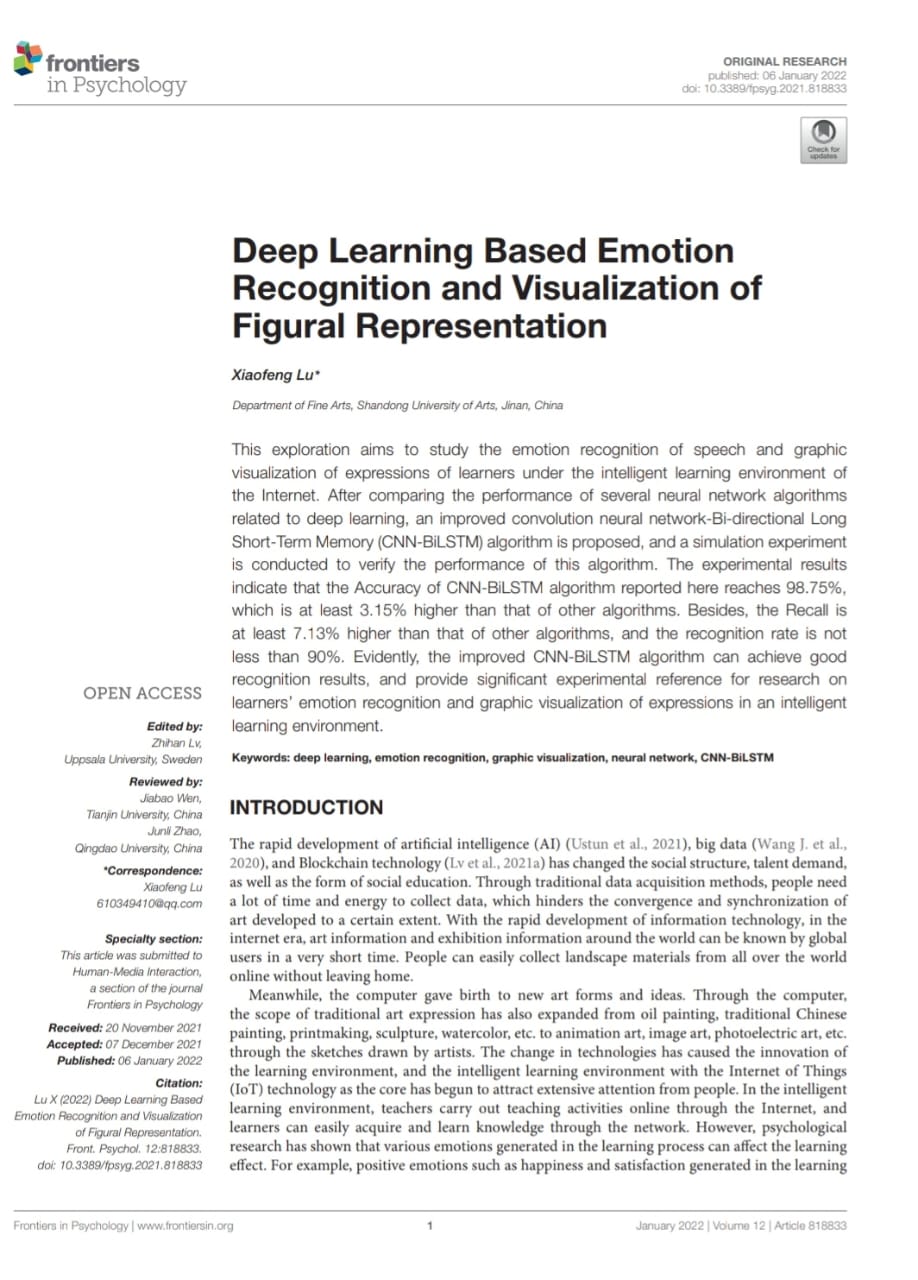 frontiers
in Psychology
ORIGINAL RESEARCH
published: 06 January 2022
doi: 10.3389/fpsyg.2021.818833
Check for
updates
Deep Learning Based Emotion
Recognition and Visualization of
Figural Representation
Xiaofeng Lu*
Department of Fine Arts, Shandong University of Arts, Jinan, China
This exploration aims to study the emotion recognition of speech and graphic
visualization of expressions of learners under the intelligent learning environment of
the Internet. After comparing the performance of several neural network algorithms
related to deep learning, an improved convolution neural network-Bi-directional Long
Short-Term Memory (CNN-BiLSTM) algorithm is proposed, and a simulation experiment
is conducted to verify the performance of this algorithm. The experimental results
indicate that the Accuracy of CNN-BiLSTM algorithm reported here reaches 98.75%,
which is at least 3.15% higher than that of other algorithms. Besides, the Recall is
at least 7.13% higher than that of other algorithms, and the recognition rate is not
less than 90%. Evidently, the improved CNN-BiLSTM algorithm can achieve good
recognition results, and provide significant experimental reference for research on
learners' emotion recognition and graphic visualization of expressions in an intelligent
learning environment.
Keywords: deep learning, emotion recognition, graphic visualization, neural network, CNN-BiLSTM
OPEN ACCESS
Edited by:
Zhihan Lv,
Uppsala University, Sweden
Reviewed by:
Jiabao Wen,
Tianjin University, China
Junli Zhao,
Qingdao University, China
*Correspondence:
Xiaofeng Lu
610349410@qq.com
Specialty section:
This article was submitted to
Human-Media Interaction,
a section of the journal
Frontiers in Psychology
Received: 20 November 2021
Accepted: 07 December 2021
Published: 06 January 2022
Citation:
Lu X (2022) Deep Learning Based
Emotion Recognition and Visualization
of Figural Representation.
Front. Psychol. 12:818833.
doi: 10.3389/fpsyg.2021.818833
INTRODUCTION
The rapid development of artificial intelligence (AI) (Ustun et al., 2021), big data (Wang J. et al.,
2020), and Blockchain technology (Lv et al., 2021a) has changed the social structure, talent demand,
as well as the form of social education. Through traditional data acquisition methods, people need
a lot of time and energy to collect data, which hinders the convergence and synchronization of
art developed to a certain extent. With the rapid development of information technology, in the
internet era, art information and exhibition information around the world can be known by global
users in a very short time. People can easily collect landscape materials from all over the world
online without leaving home.
Meanwhile, the computer gave birth to new art forms and ideas. Through the computer,
the scope of traditional art expression has also expanded from oil painting, traditional Chinese
painting, printmaking, sculpture, watercolor, etc. to animation art, image art, photoelectric art, etc.
through the sketches drawn by artists. The change in technologies has caused the innovation of
the learning environment, and the intelligent learning environment with the Internet of Things
(IoT) technology as the core has begun to attract extensive attention from people. In the intelligent
learning environment, teachers carry out teaching activities online through the Internet, and
learners can easily acquire and learn knowledge through the network. However, psychological
research has shown that various emotions generated in the learning process can affect the learning
effect. For example, positive emotions such as happiness and satisfaction generated in the learning
Frontiers in Psychology | www.frontiersin.org
1
January 2022 | Volume 12 | Article 818833